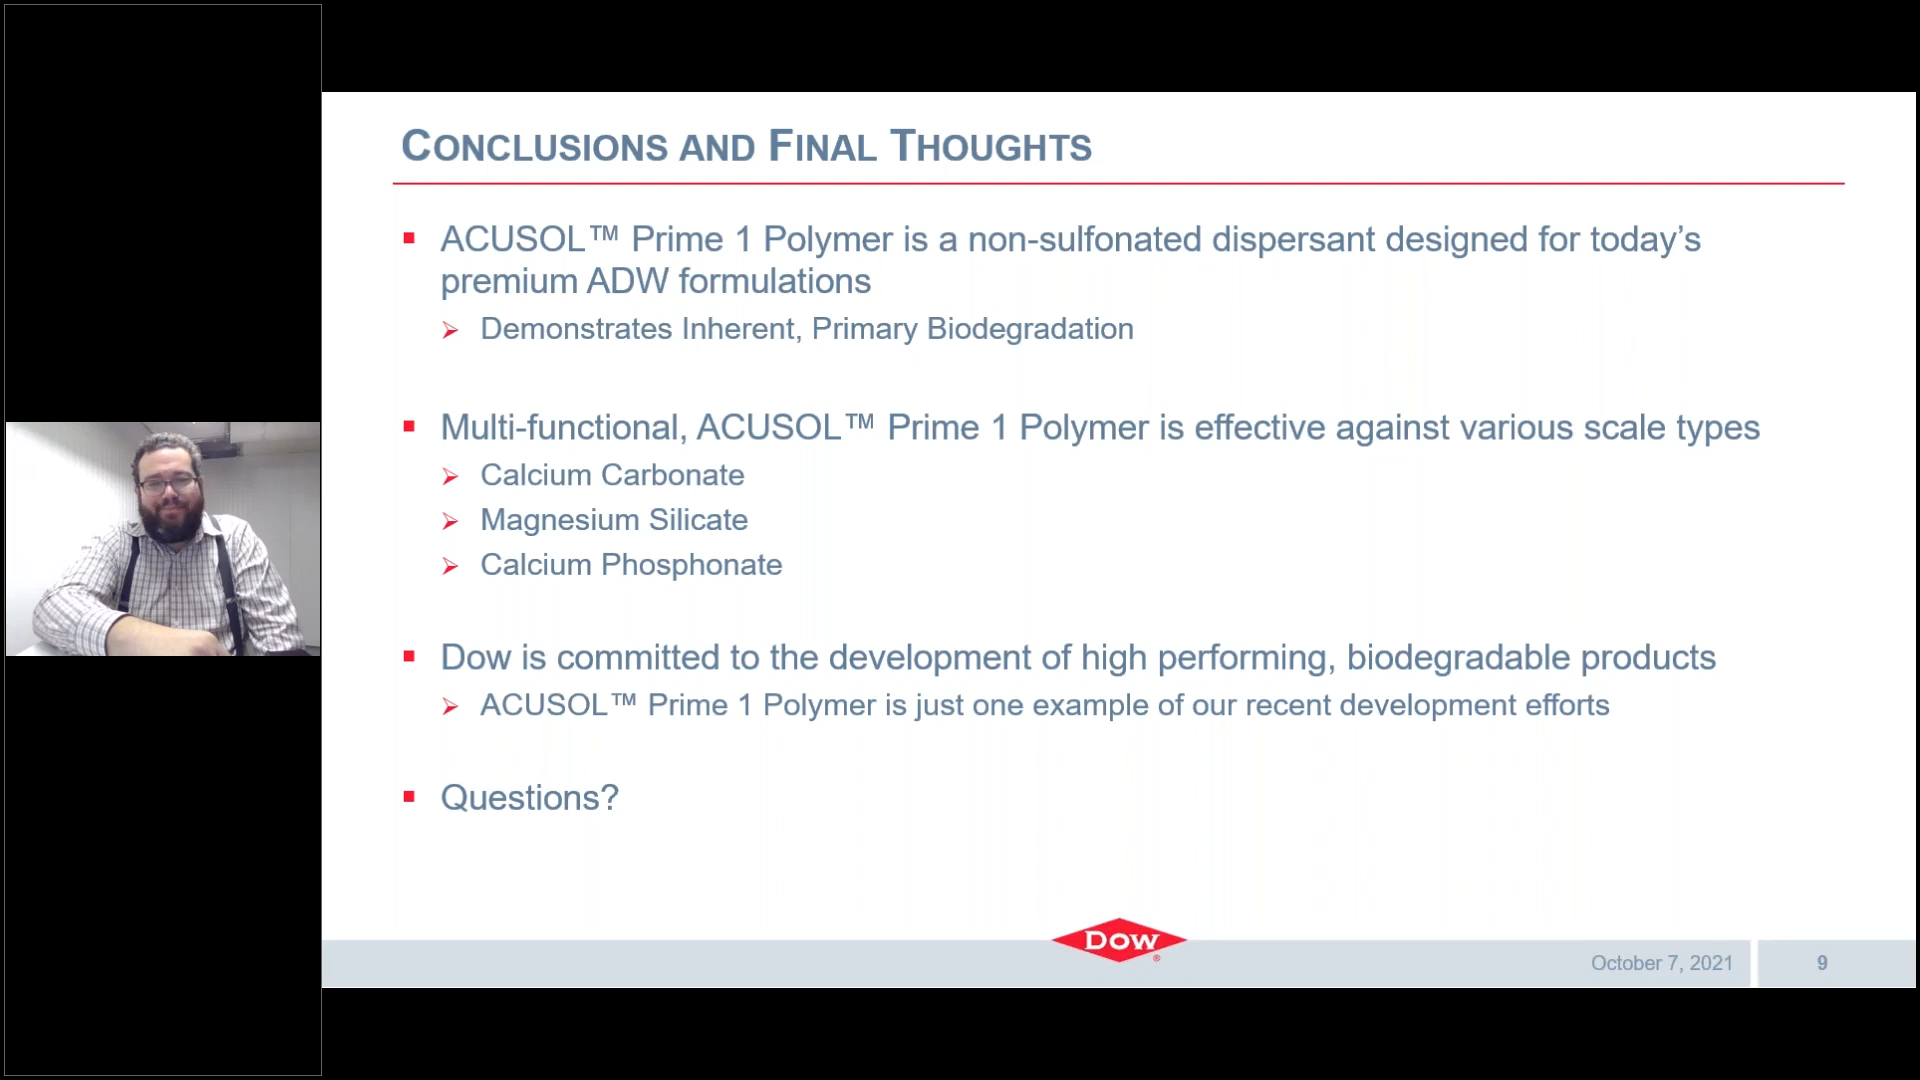 CONCLUSIONS AND FINAL THOUGHTS
ACUSOL™ Prime 1 Polymer is a non-sulfonated dispersant designed for today’s
premium ADW formulations
Demonstrates Inherent, Primary Biodegradation
Multi-functional, ACUSOL™ Prime 1 Polymer is effective against various scale types
Calcium Carbonate
Magnesium Silicate
Calcium Phosphonate
Dow is committed to the development of high performing, biodegradable products
ACUSOL™ Prime 1 Polymer is just one example of our recent development efforts
Questions?
DOW®
October 7, 2021
9